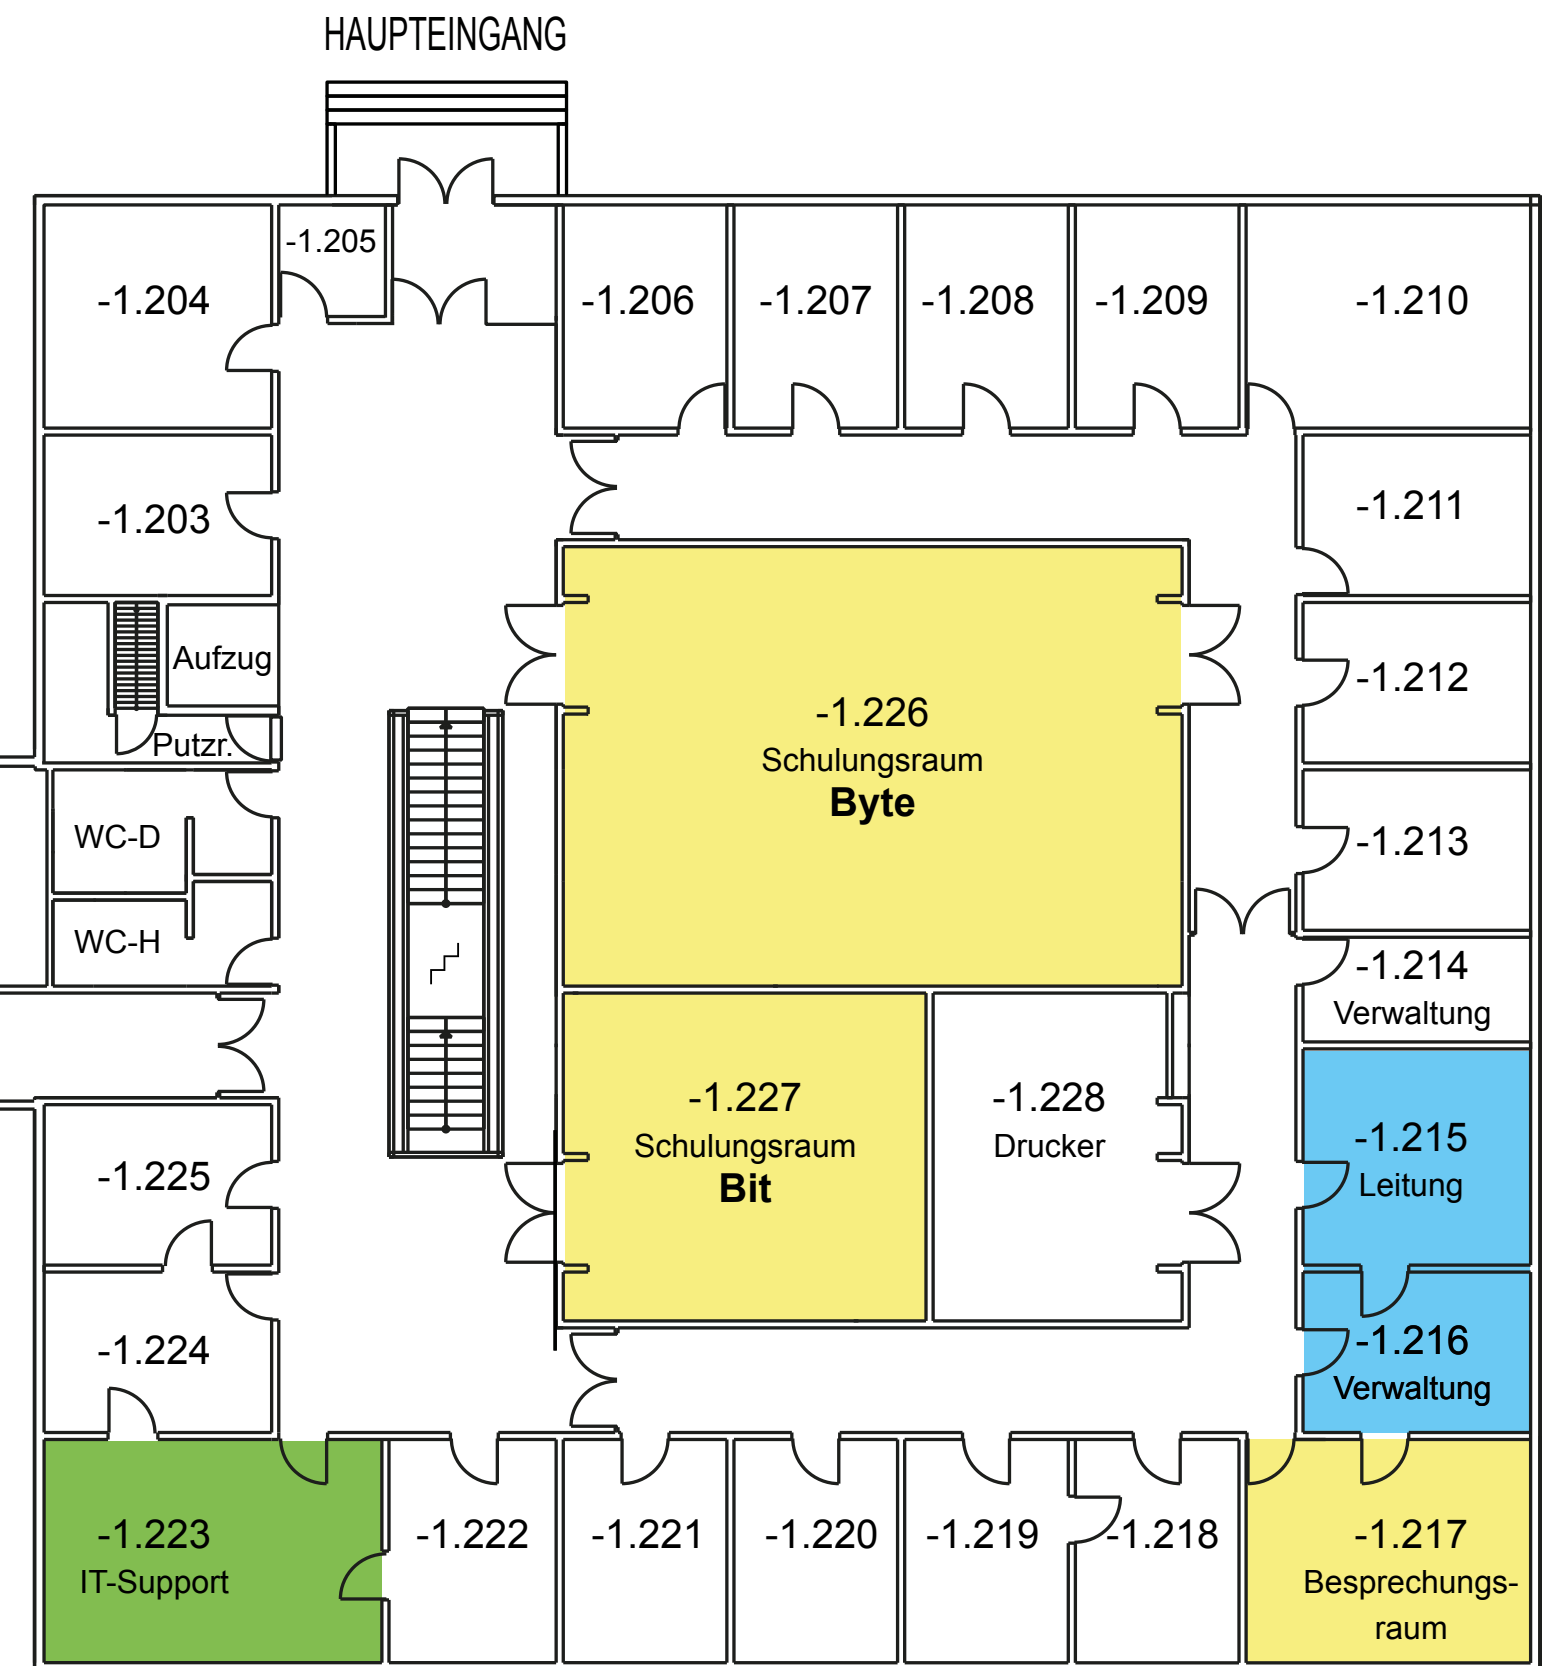 HAUPTEINGANG
-1.205
-1.204
-1.206
-1.207
-1.208
-1.209
-1.210
-1.203
-1.211
Aufzug
-1.212
Putzr.
-1.226
Schulungsraum
Byte
WC-D
-1.213
WC-H
-1.214
Verwaltung
-1.227
Schulungsraum
Bit
-1.228
Drucker
-1.215
Leitung
-1.225
-1.224
-1.216
Verwaltung
-1.223
IT-Support
-1.222
-1.221
-1.220
-1.219
-1.218
-1.217
Besprechungs-
raum